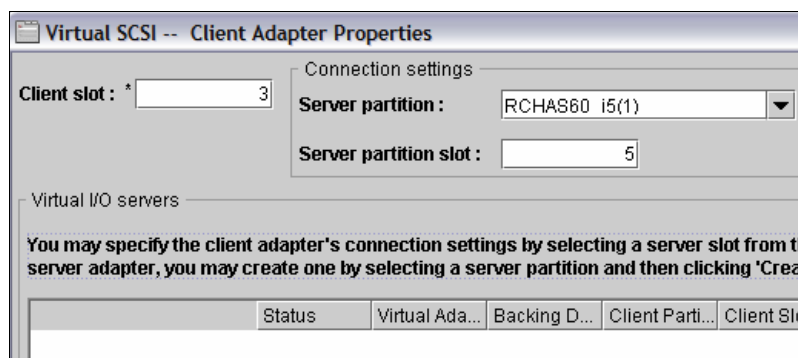 Virtual SCSI -- Client Adapter Properties
Connection settings
Client slot : * 3
Server partition : RCHAS60 i5(1)
Server partition slot : 5
Virtual I/O servers
You may specify the client adapter's connection settings by selecting a server slot from
server adapter, you may create one by selecting a server partition and then clicking
Status Virtual Ada... Backing D... Client Parti... Client